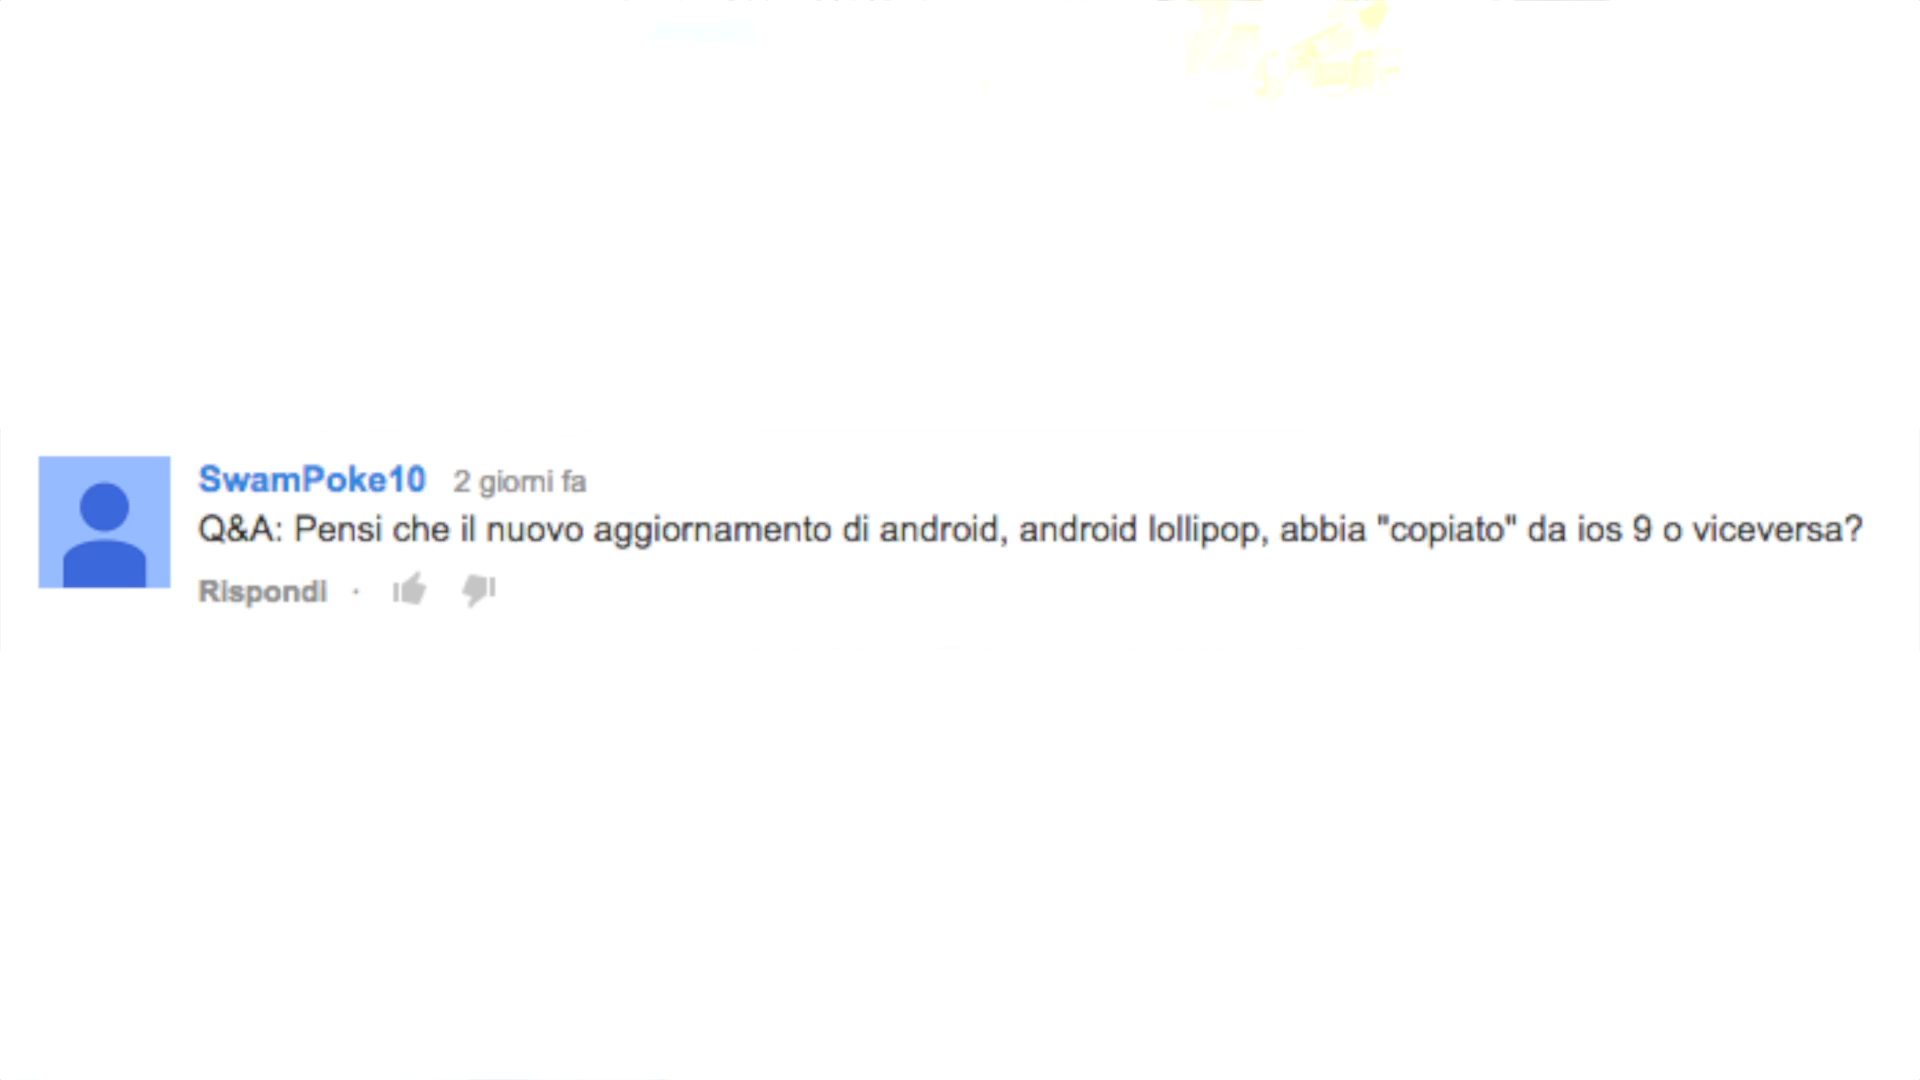 SwamPoke10 2 giorni fa
Q&A: Pensi che il nuovo aggiornamento di android, android lollipop, abbia "copiato" da ios 9 o viceversa?
Rispondi ·